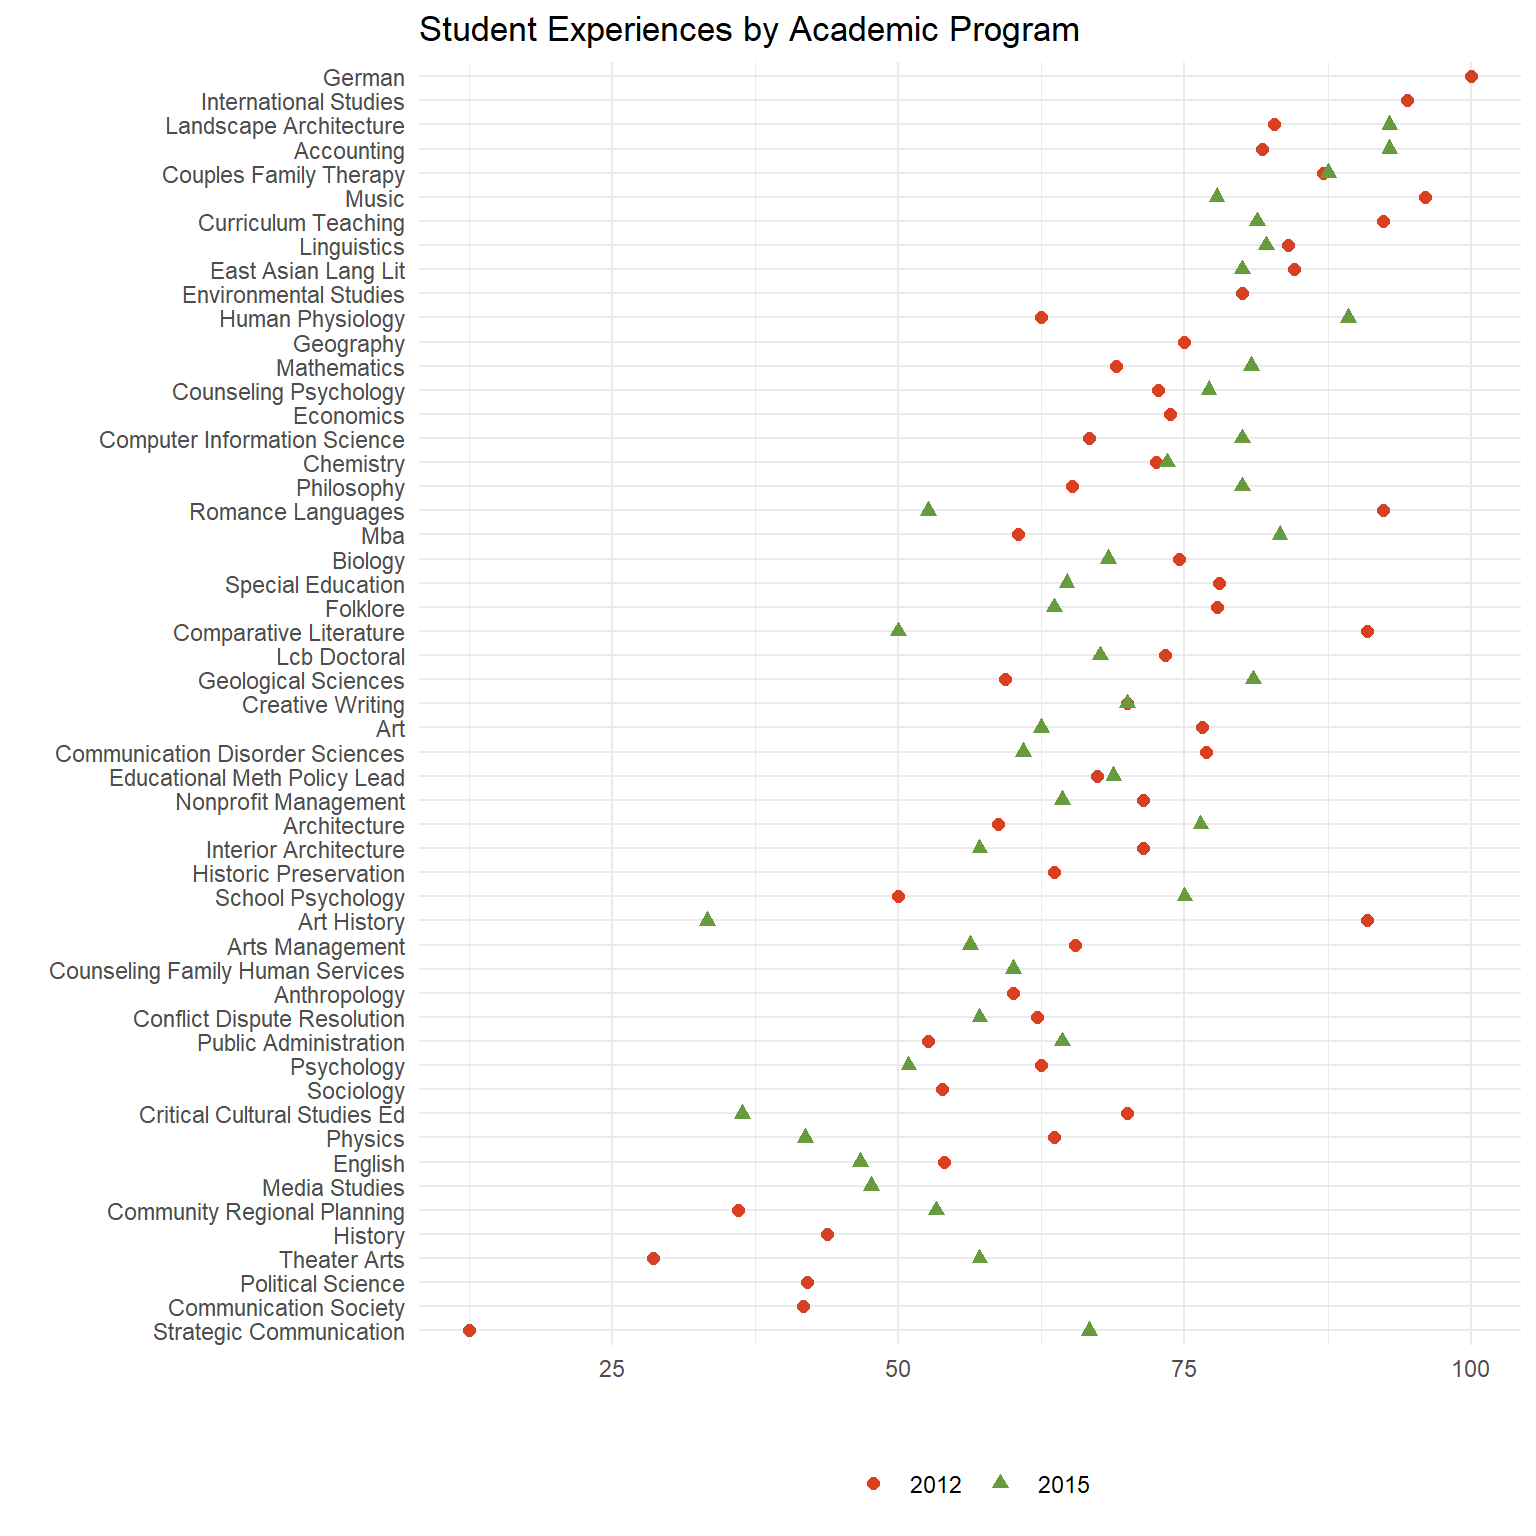 Student Experiences by Academic Program
German
International Studies
Landscape Architecture
Accounting
Couples Family Therapy
Music
Curriculum Teaching
Linguistics
East Asian Lang Lit
Environmental Studies
Human Physiology
Geography
Mathematics
Counseling Psychology
Economics
Computer Information Science
Chemistry
Philosophy
Romance Languages
Mba
Biology
Special Education
Folklore
Comparative Literature
Lcb Doctoral
Geological Sciences
Creative Writing
Art
Communication Disorder Sciences
Educational Meth Policy Lead
Nonprofit Management
Architecture
Interior Architecture
Historic Preservation
School Psychology
Art History
Arts Management
Counseling Family Human Services
Anthropology
Conflict Dispute Resolution
Public Administration
Psychology
Sociology
Critical Cultural Studies Ed
Physics
English
Media Studies
Community Regional Planning
History
Theater Arts
Political Science
Communication Society
Strategic Communication
25 50 75 100
2012 2015